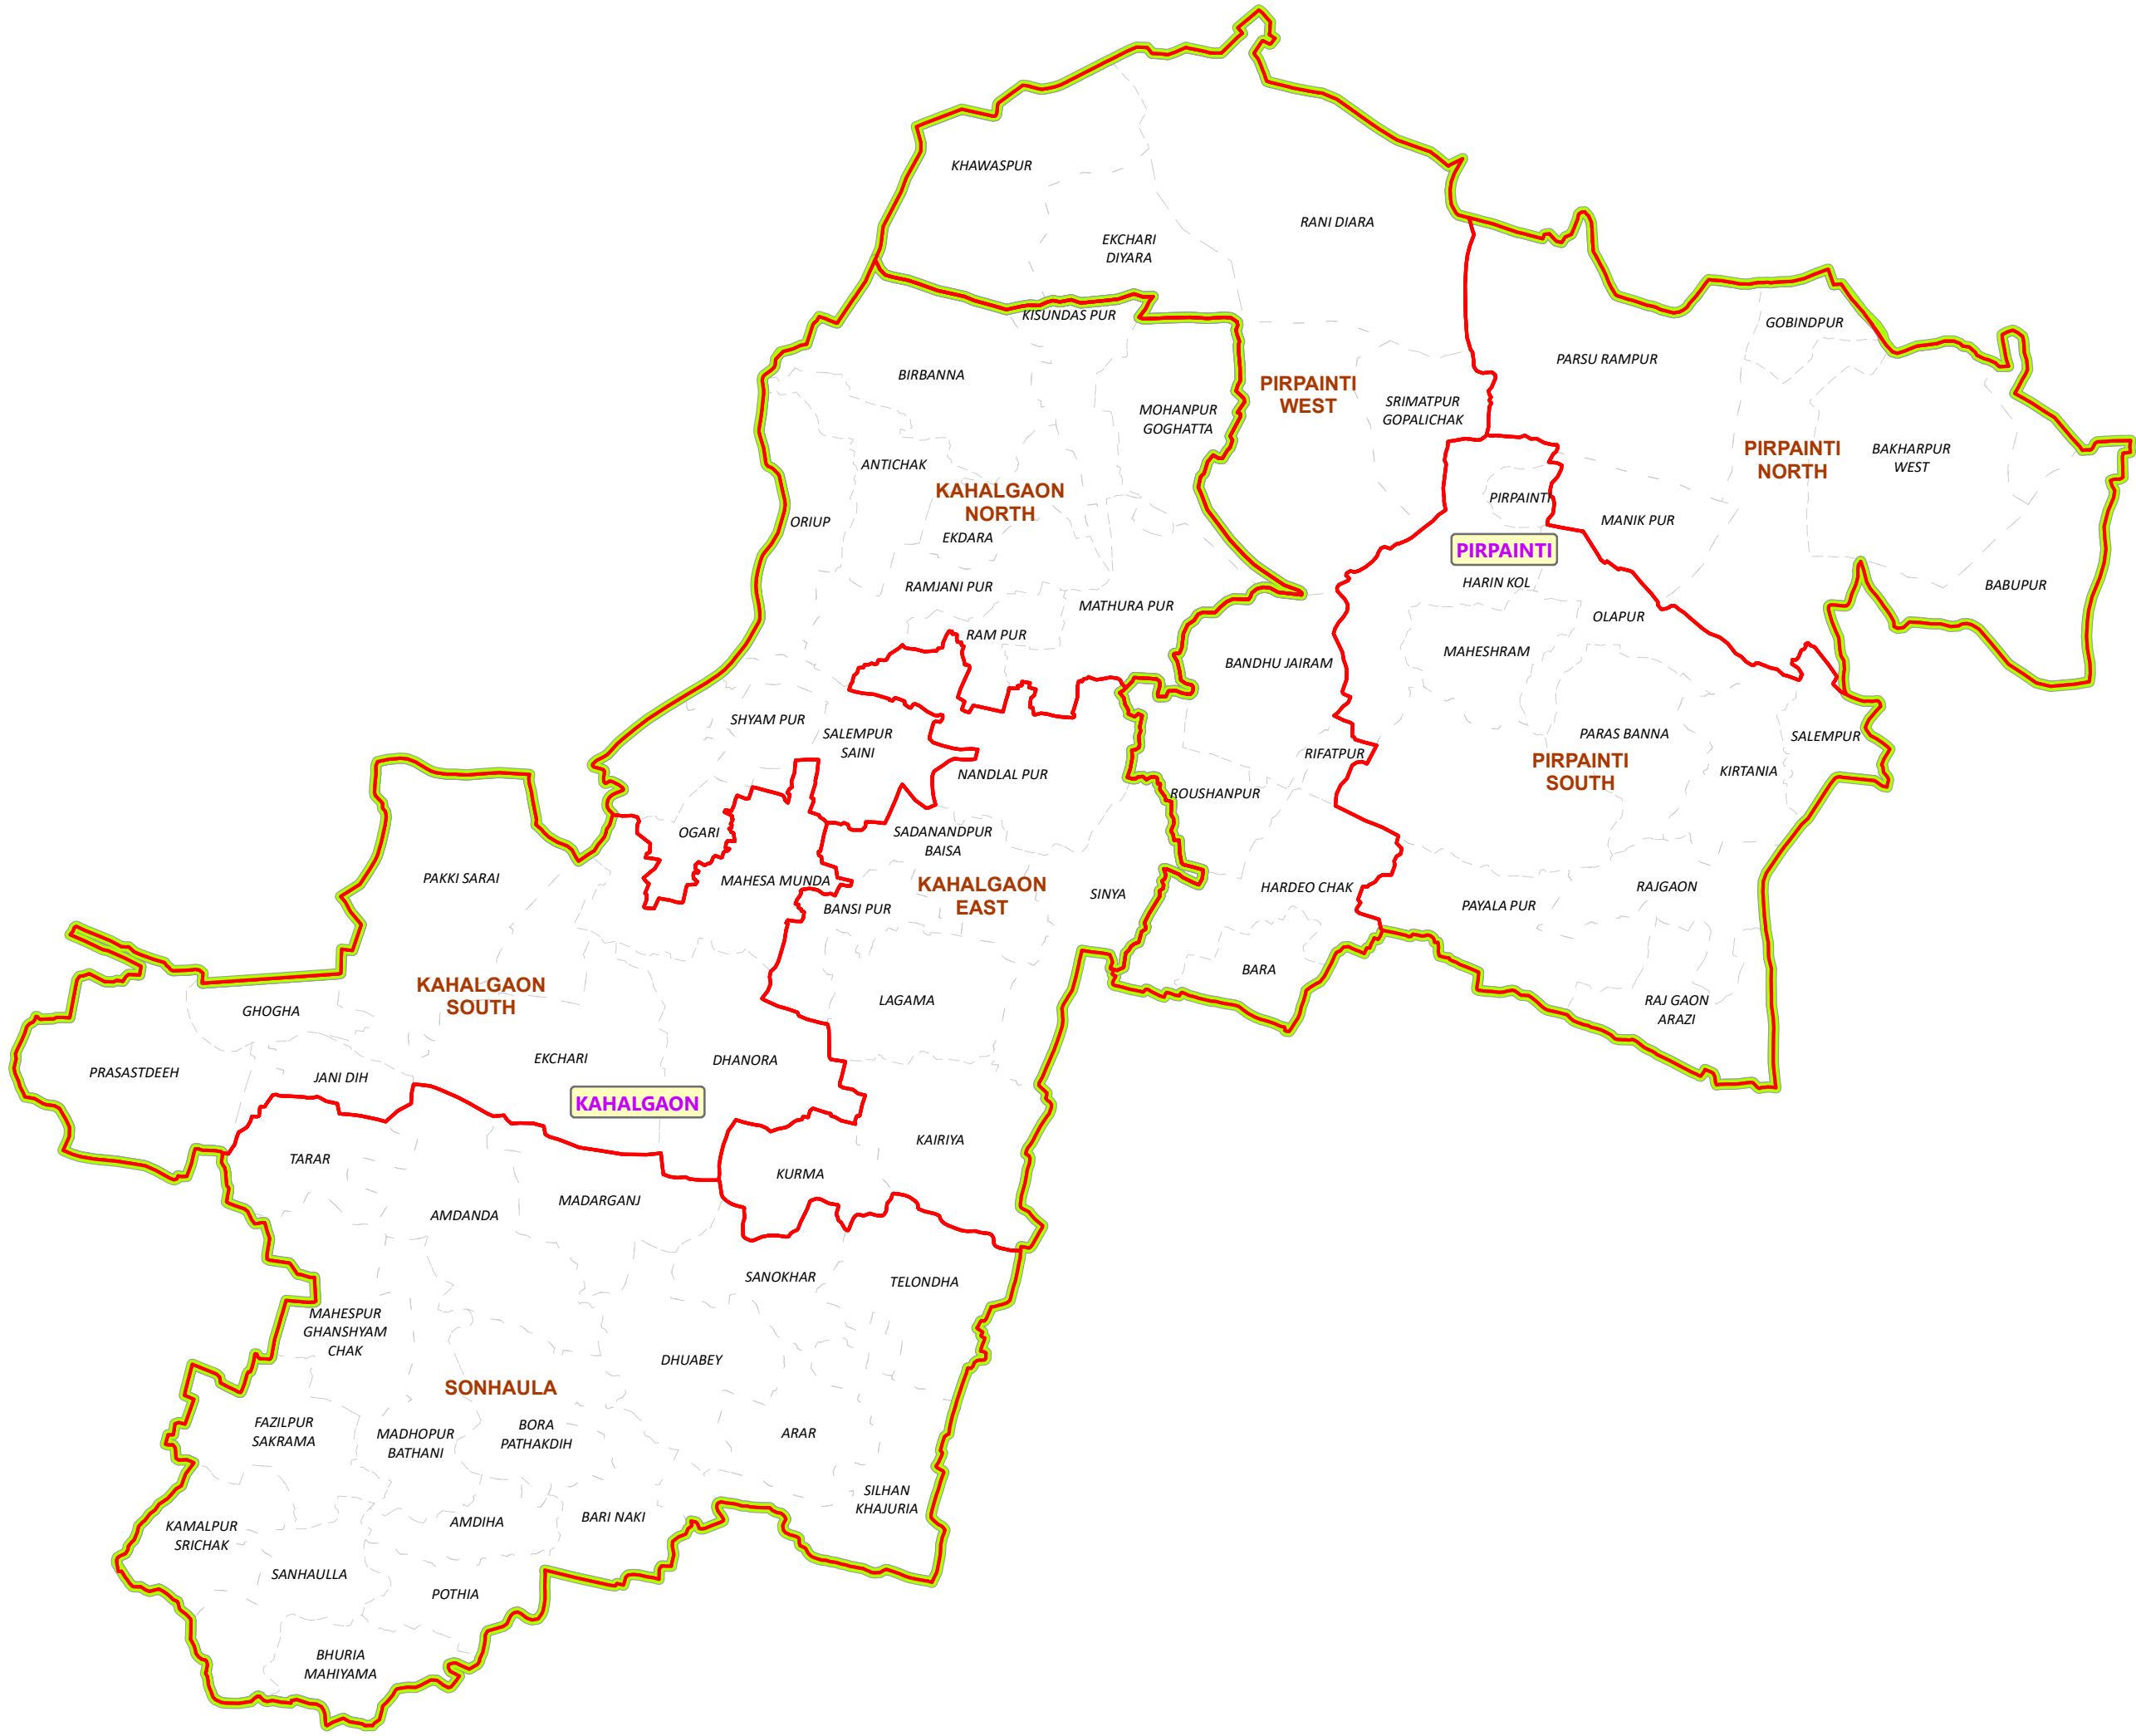 KHAWASPUR
RANI DIARA
EKCHARI
DIYARA
KISUNDAS PUR
GOBINDPUR
PARSU RAMPUR
BIRBANNA
PIRPAINTI
WEST
MOHANPUR
GOGHATTA
SRIMATPUR
GOPALICHAK
PIRPAINTI
NORTH
BAKHARPUR
WEST
ANTICHAK
KAHALGAON
NORTH
PIRPAINTI
ORIUP
MANIK PUR
EKDARA
PIRPAINTI
HARIN KOL
BABUPUR
RAMJANI PUR
MATHURA PUR
OLAPUR
RAM PUR
MAHESHRAM
BANDHU JAIRAM
SHYAM PUR
SALEMPUR
SAINI
PARAS BANNA
SALEMPUR
RIFATPUR
PIRPAINTI
SOUTH
KIRTANIA
NANDLAL PUR
ROUSHANPUR
OGARI
SADANANDPUR
BAISA
PAKKI SARAI
MAHESA MUNDA
KAHALGAON
EAST
SINYA
HARDEO CHAK
RAJGAON
BANSI PUR
PAYALA PUR
BARA
KAHALGAON
SOUTH
LAGAMA
RAJ GAON
ARAZI
GHOGHA
EKCHARI
DHANORA
PRASASTDEEH
JANI DIH
KAHALGAON
KAIRIYA
TARAR
KURMA
MADARGANJ
AMDANDA
SANOKHAR
TELONDHA
MAHESPUR
GHANSHYAM
CHAK
DHUABEY
SONHAULA
FAZILPUR
SAKRAMA
MADHOPUR
BATHANI
BORA
PATHAKDIH
ARAR
SILHAN
KHAJURIA
KAMALPUR
SRICHAK
AMDIHA
BARI NAKI
SANHAULLA
POTHIA
BHURIA
MAHIYAMA